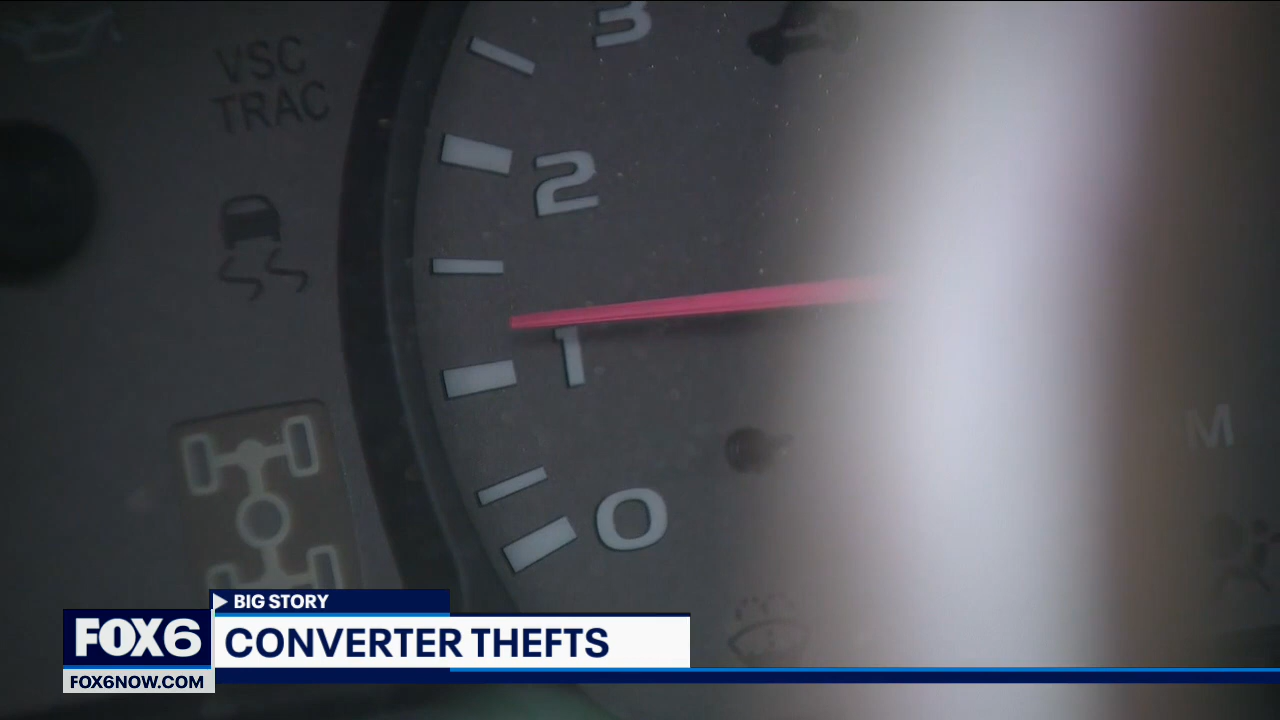 3
VSC
TRAC
2
1
M
0
BIG STORY
FOX6
CONVERTER THEFTS
FOX6NOW.COM